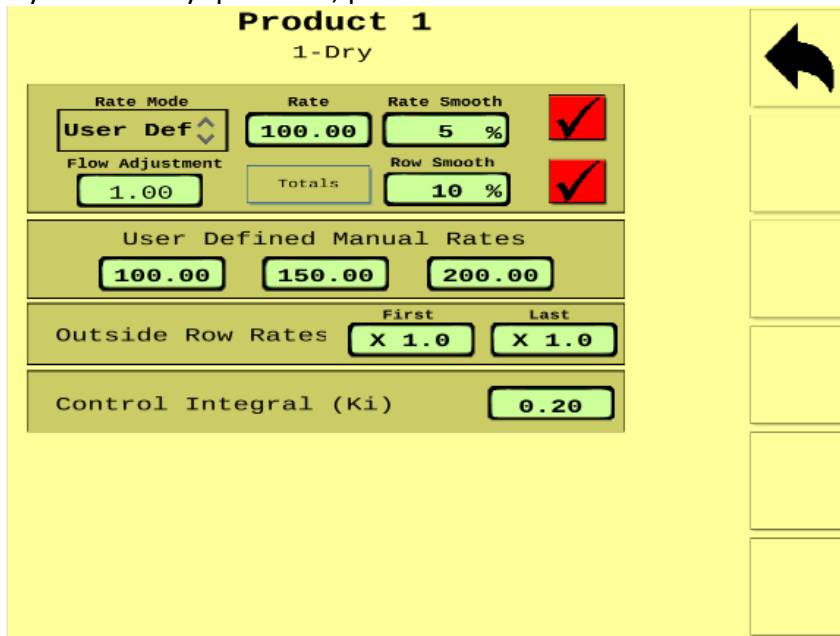 Product 1
1-Dry
Rate Mode Rate Rate Smooth
User Def 100.00 5 %
Flow Adjustment Totals Row Smooth
1.00 10 %
User Defined Manual Rates
100.00 150.00 200.00
First Last
Outside Row Rates X 1.0 X 1.0
Control Integral (Ki) 0.20